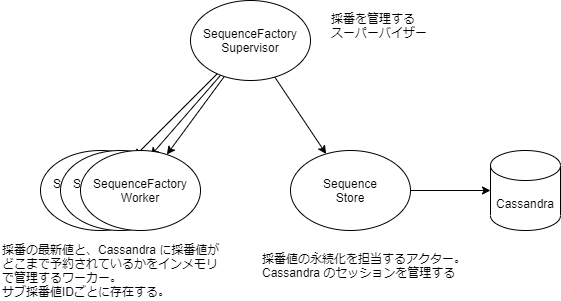 SequenceFactory
Supervisor
採番を管理する
スーパーバイザー
S
S
SequenceFactory
Worker
Sequence
Store
Cassandra
採番の最新値と、Cassandra に採番値が
どこまで予約されているかをインメモリ
で管理するワーカー。
サブ採番値IDごとに存在する。
採番値の永続化を担当するアクター。
Cassandra のセッションを管理する